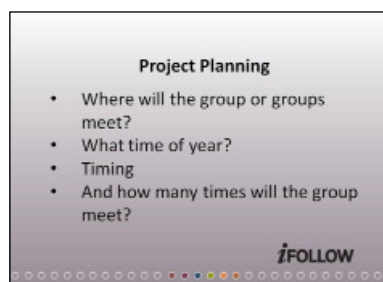 Project Planning
• Where will the group or groups
meet?
• What time of year?
• Timing
• And how many times will the group
meet?
iFOLLOW